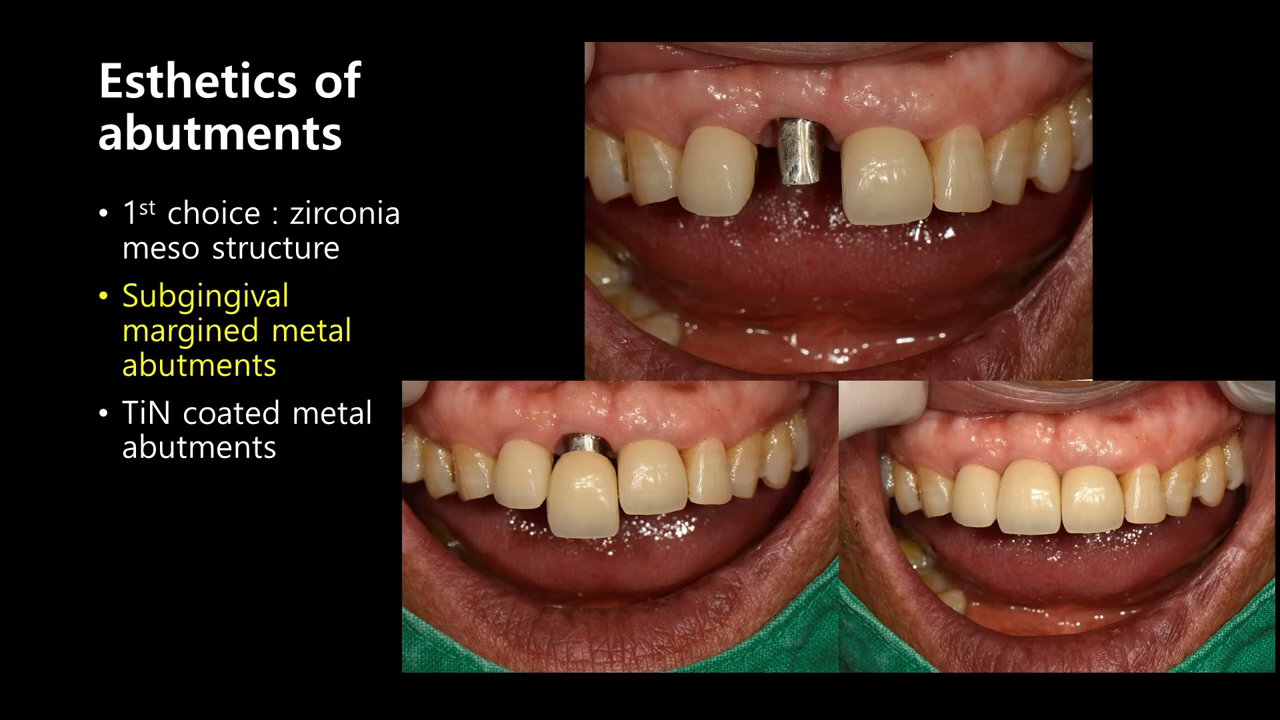 Esthetics of
abutments
• 1st choice : zirconia
meso structure
• Subgingival
margined metal
abutments
• TiN coated metal
abutments